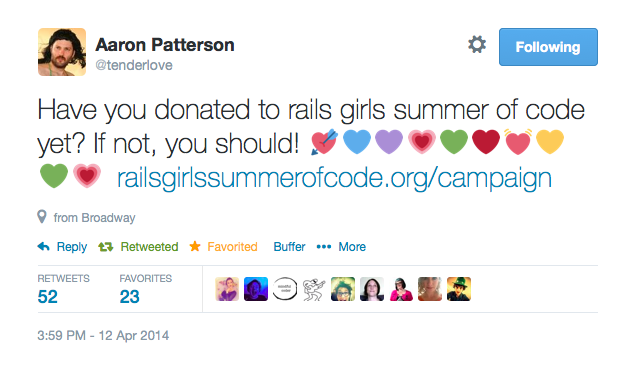 Aaron Patterson
@tenderlove
Following
Have you donated to rails girls summer of code
yet? If not, you should! 💘💙💜💗💚❤️💓💛
💚💗 railsgirlssummerofcode.org/campaign
from Broadway
Reply Retweeted Favorited Buffer More
RETWEETS FAVORITES
52 23
3:59 PM - 12 Apr 2014